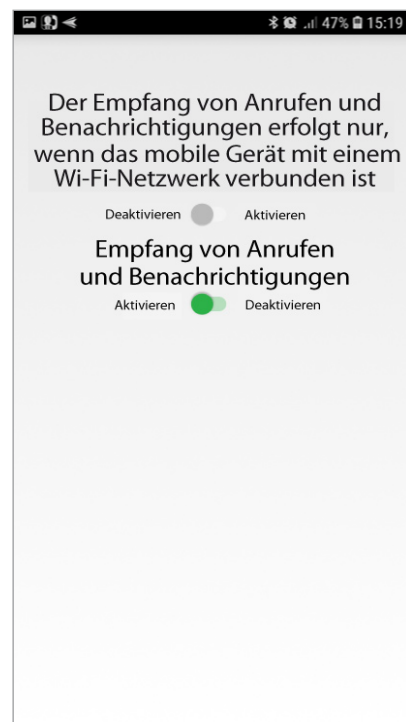 47% 15:19
Der Empfang von Anrufen und
Benachrichtigungen erfolgt nur,
wenn das mobile Gerät mit einem
Wi-Fi-Netzwerk verbunden ist
Deaktivieren Aktivieren
Empfang von Anrufen
und Benachrichtigungen
Aktivieren Deaktivieren